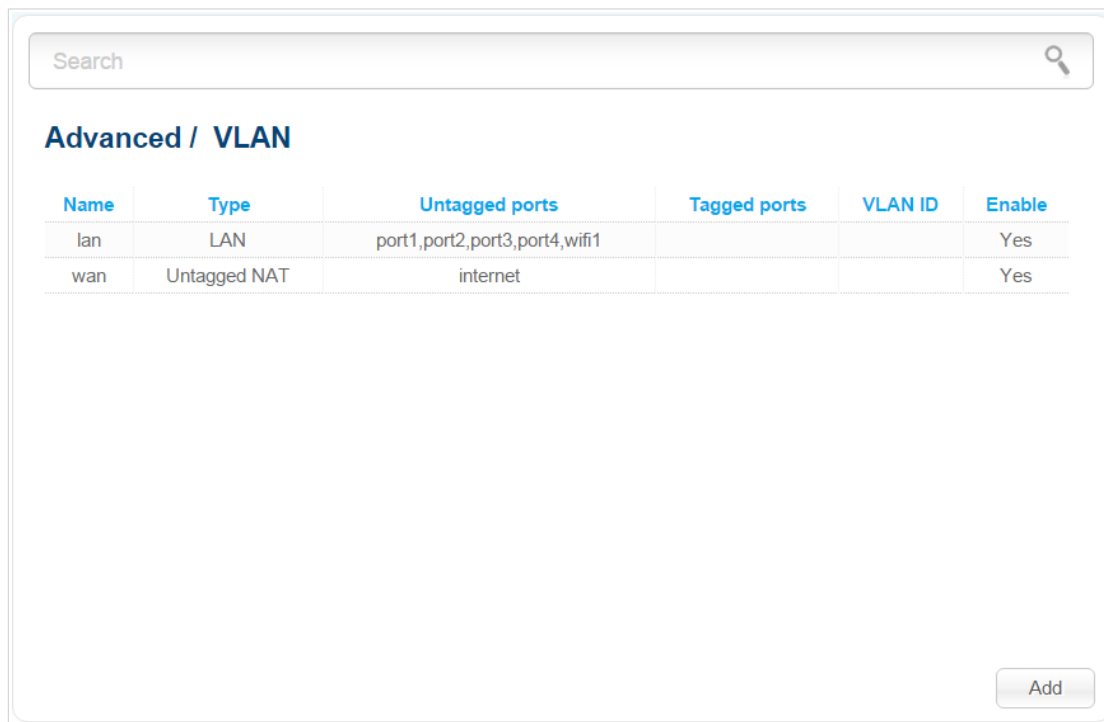 Search
Advanced / VLAN
Name Type Untagged ports Tagged ports VLAN ID Enable
lan LAN port1,port2,port3,port4,wifi1 Yes
wan Untagged NAT internet Yes
Add